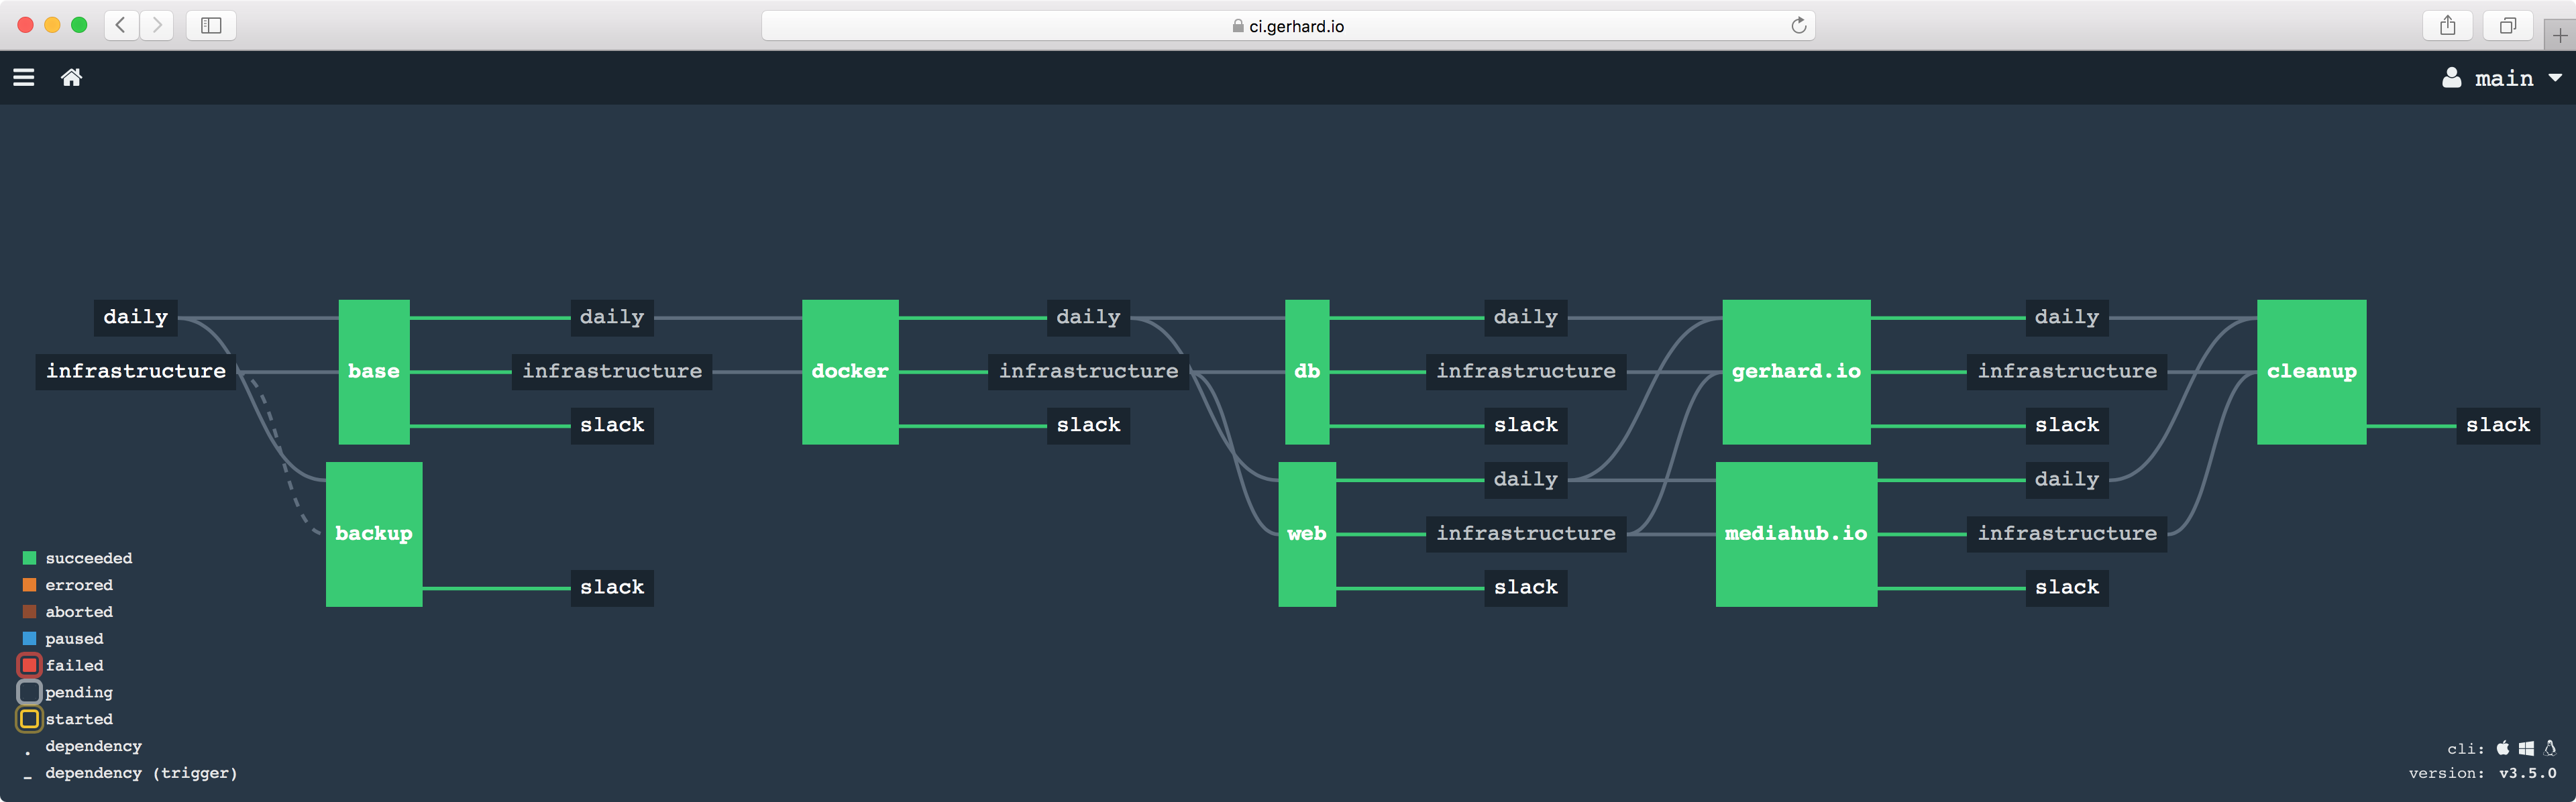 ci.gerhard.io
main
daily
daily
daily
daily
daily
infrastructure
base
infrastructure
docker
infrastructure
db
infrastructure
gerhard.io
infrastructure
cleanup
slack
slack
slack
slack
slack
daily
daily
backup
web
infrastructure
mediahub.io
infrastructure
slack
slack
slack
succeeded
errored
aborted
paused
failed
pending
started
. dependency
– dependency (trigger)
cli:
version: v3.5.0